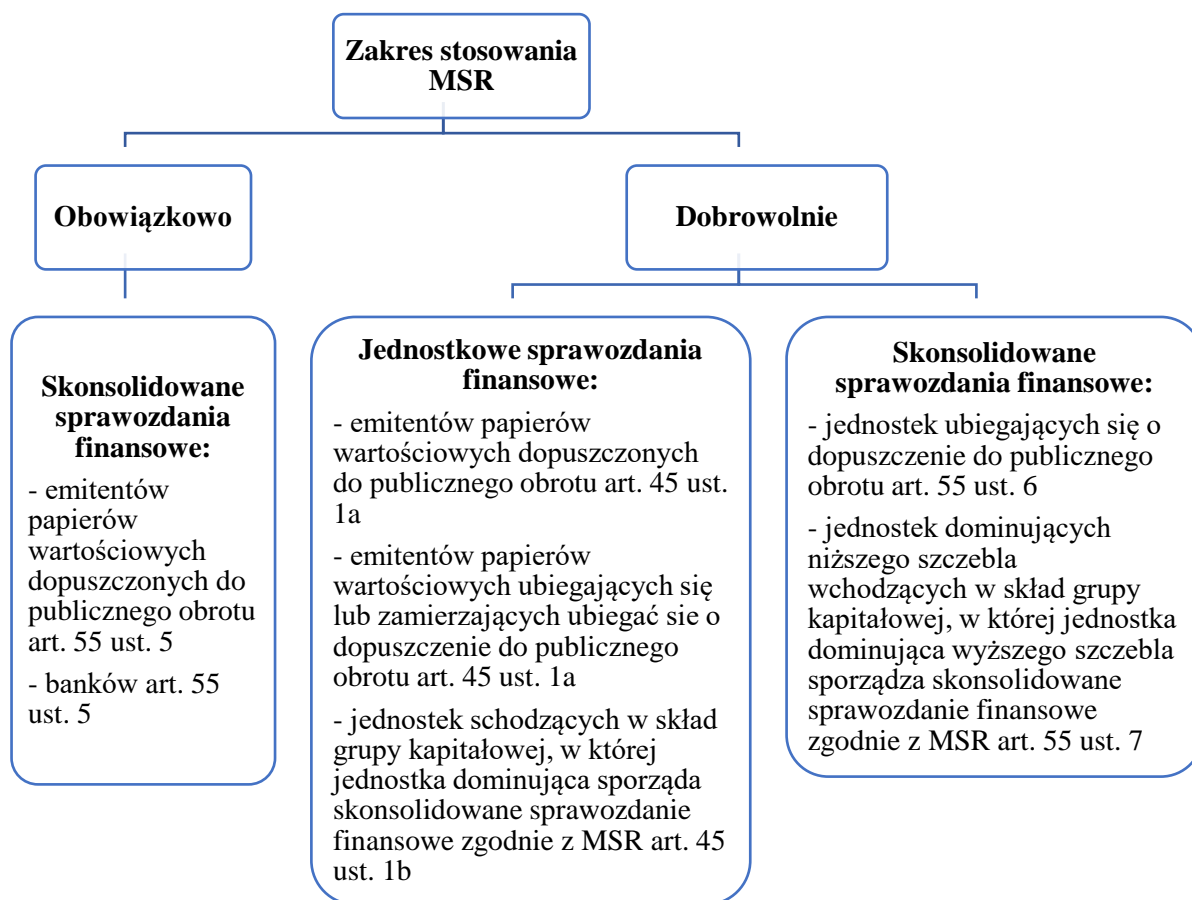 Zakres stosowania
MSR
Obowiązkowo
Dobrowolnie
Skonsolidowane
sprawozdania
finansowe:
- emitentów
papierów
wartościowych
dopuszczonych do
publicznego obrotu
art. 55 ust. 5
- banków art. 55
ust. 5
Jednostkowe sprawozdania
finansowe:
- emitentów papierów
wartościowych dopuszczonych
do publicznego obrotu art. 45 ust.
1a
- emitentów papierów
wartościowych ubiegających się
lub zamierzających ubiegać sie o
dopuszczenie do publicznego
obrotu art. 45 ust. 1a
- jednostek schodzących w skład
grupy kapitałowej, w której
jednostka dominująca sporząda
skonsolidowane sprawozdanie
finansowe zgodnie z MSR art. 45
ust. 1b
Skonsolidowane
sprawozdania finansowe:
- jednostek ubiegających się o
dopuszczenie do publicznego
obrotu art. 55 ust. 6
- jednostek dominujących
niższego szczebla
wchodzących w skład grupy
kapitałowej, w której jednostka
dominująca wyższego szczebla
sporządza skonsolidowane
sprawozdanie finansowe
zgodnie z MSR art. 55 ust. 7